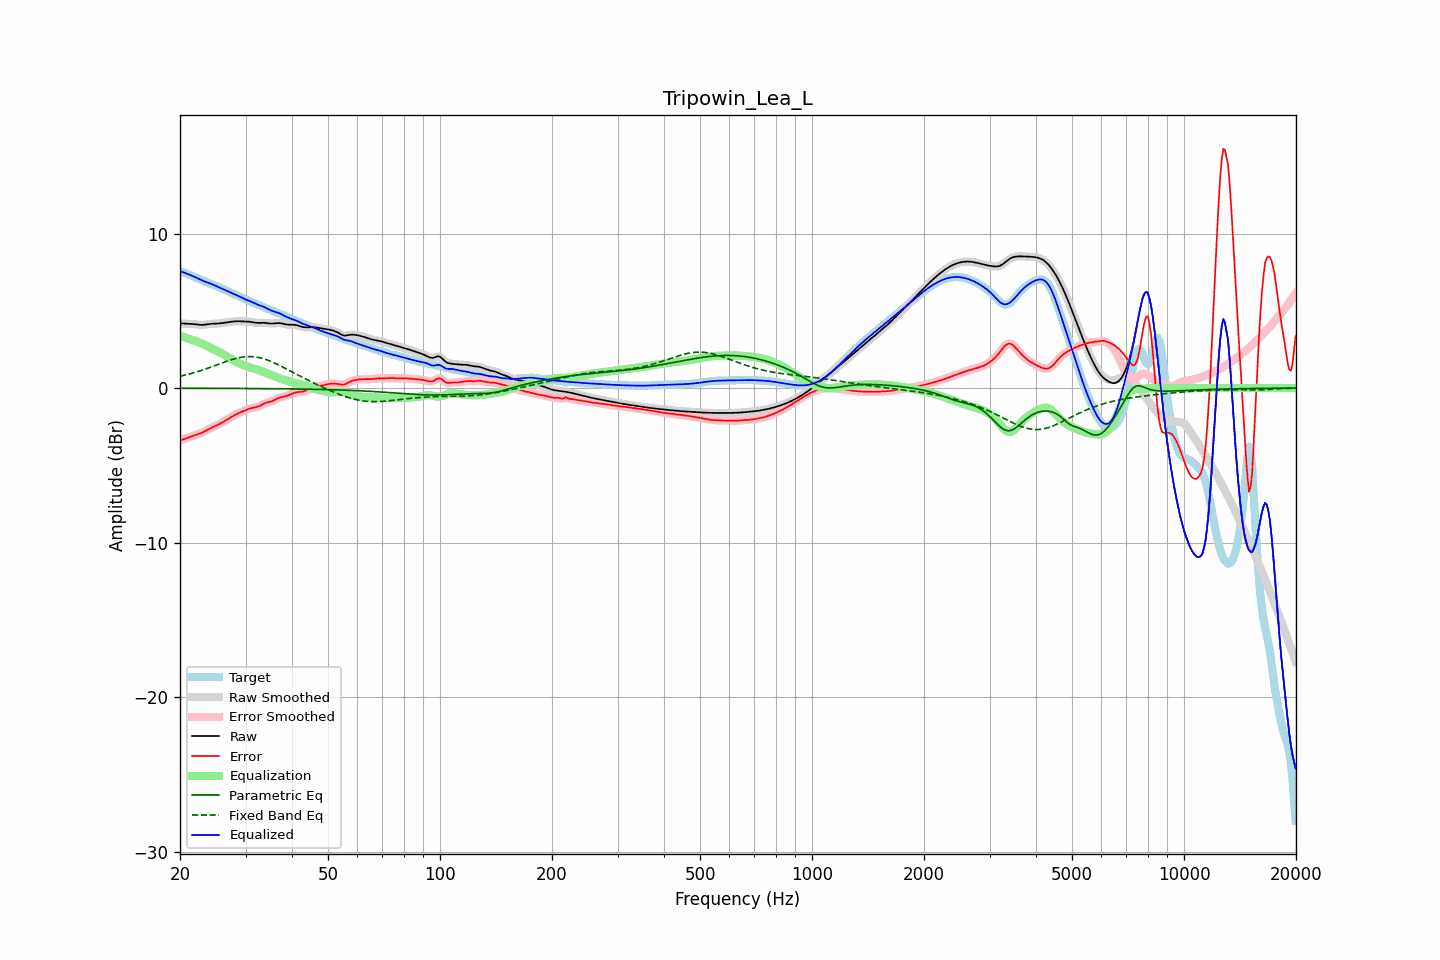 Tripowin_Lea_L
Amplitude (dBr)
10
0
−10
−20
−30
Target
Raw Smoothed
Error Smoothed
Raw
Error
Equalization
Parametric Eq
Fixed Band Eq
Equalized
20 50 100 200 500 1000 2000 5000 10000 20000
Frequency (Hz)